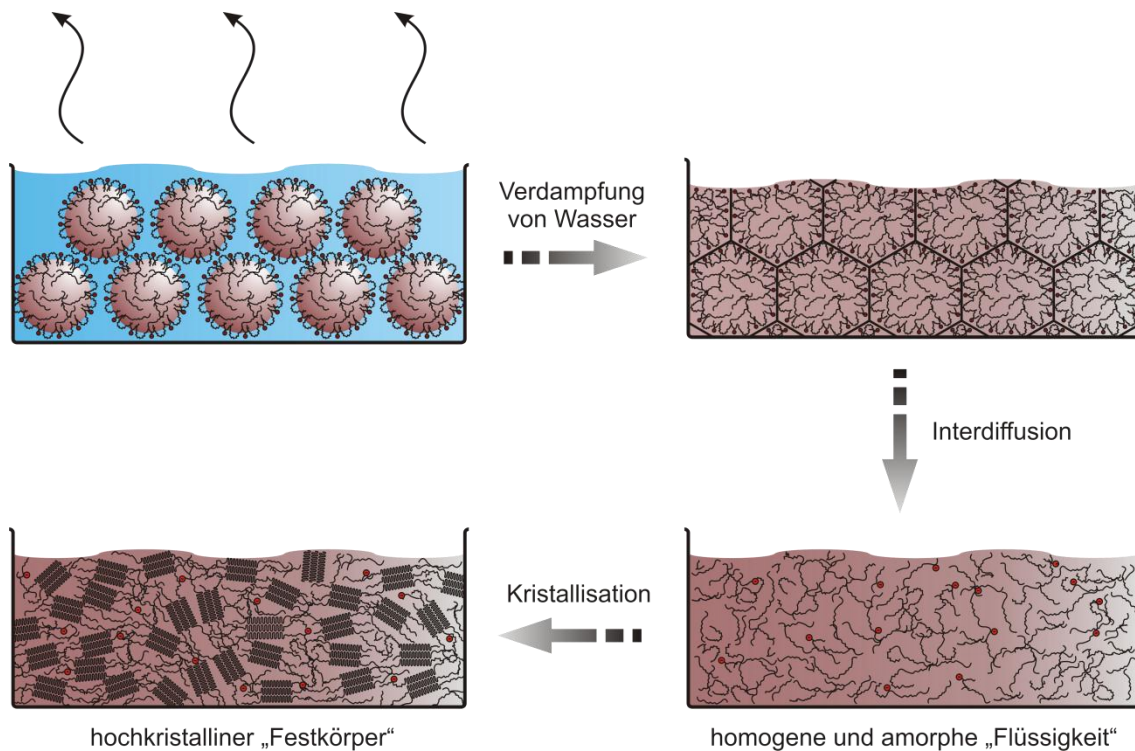 Verdampfung
von Wasser
Interdiffusion
Kristallisation
hochkristalliner „Festkörper“
homogene und amorphe „Flüssigkeit“